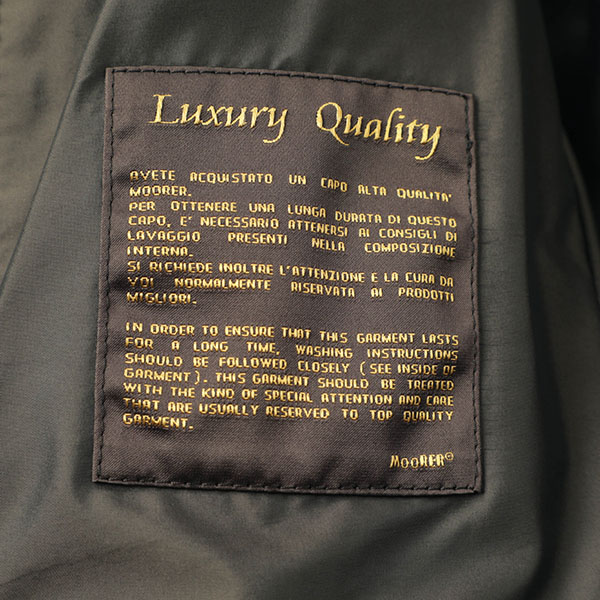 Luxury Quality
AVETE ACQUISTATO UN CAPO ALTA QUALITA'
MOORER.
PER OTTENERE UNA LUNGA DURATA DI QUESTO
CAPO, E' NECESSARIO ATTENERSI AI CONSIGLI DI
LAVAGGIO PRESENTI NELLA COMPOSIZIONE
INTERNA.
SI RICHIEDE INOLTRE L'ATTENZIONE E LA CURA DA
VOI NORMALMENTE RISERVATA AI PRODOTTI
MIGLIORI.
IN ORDER TO ENSURE THAT THIS GARMENT LASTS
FOR A LONG TIME, WASHING INSTRUCTIONS
SHOULD BE FOLLOWED CLOSELY (SEE INSIDE OF
GARMENT). THIS GARMENT SHOULD BE TREATED
WITH THE KIND OF SPECIAL ATTENTION AND CARE
THAT ARE USUALLY RESERVED TO TOP QUALITY
GARMENT.
MOORER®